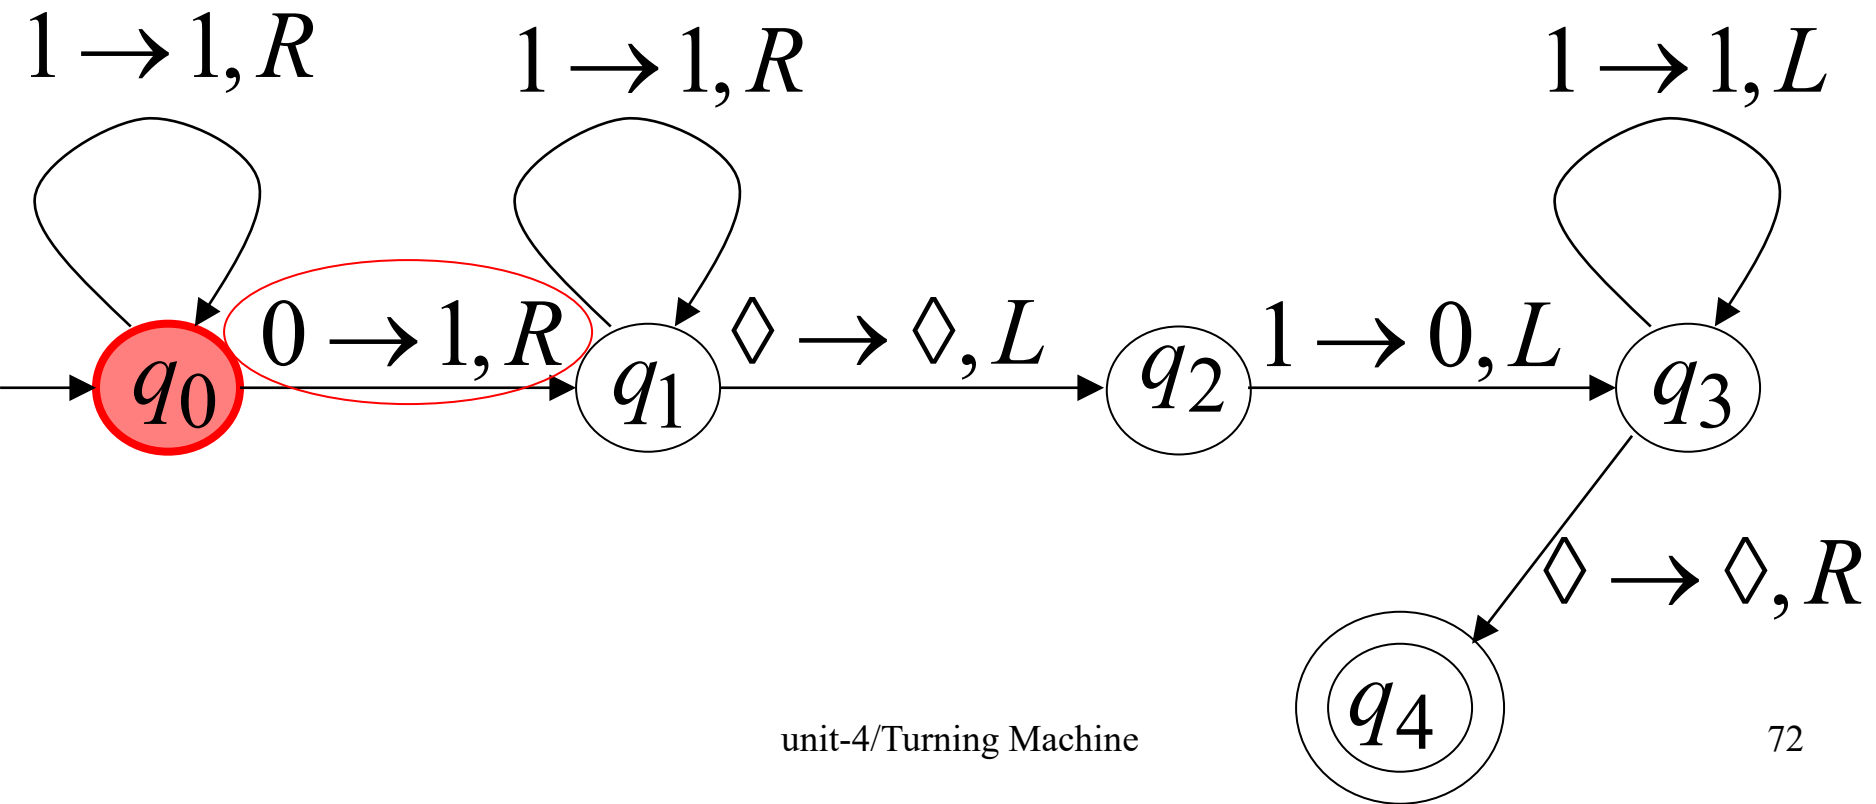 1 → 1, R 1 → 1, R 1 → 1, L
0 → 1, R ◊ → ◊, L 1 → 0, L
q0 q1 q2 q3
◊ → ◊, R
q4
unit-4/Turning Machine 72